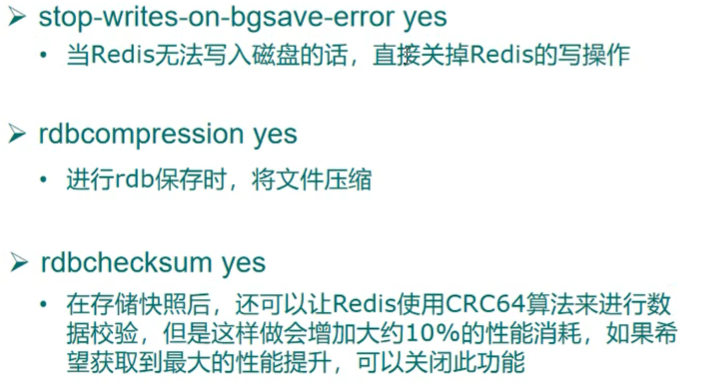 ➢ stop-writes-on-bgsave-error yes
• 当Redis无法写入磁盘的话，直接关掉Redis的写操作
➢ rdbcompression yes
• 进行rdb保存时，将文件压缩
➢ rdbchecksum yes
• 在存储快照后，还可以让Redis使用CRC64算法来进行数
据校验，但是这样做会增加大约10%的性能消耗，如果希
望获取到最大的性能提升，可以关闭此功能